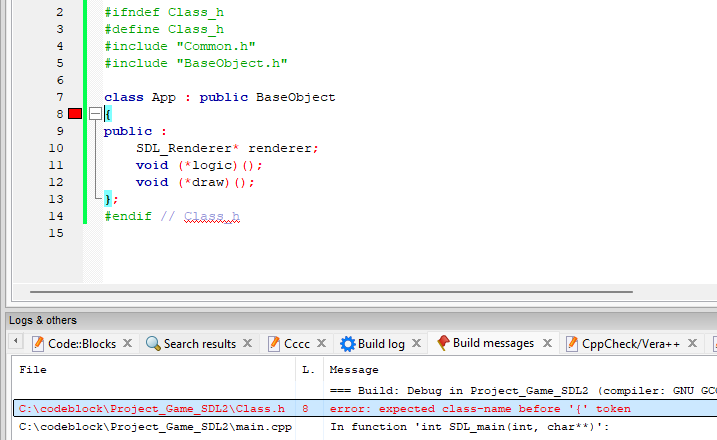 2 #ifndef Class_h
3 #define Class_h
4 #include "Common.h"
5 #include "BaseObject.h"
6
7 class App : public BaseObject
8 {
9 public :
10 SDL_Renderer* renderer;
11 void (*logic)();
12 void (*draw)();
13 };
14 #endif // Class_h
15
Logs & others
Code::Blocks Search results Cccc Build log Build messages CppCheck/Vera++
File L. Message
=== Build: Debug in Project_Game_SDL2 (compiler: GNU GC
C:\codeblock\Project_Game_SDL2\Class.h 8 error: expected class-name before '{' token
C:\codeblock\Project_Game_SDL2\main.cpp In function 'int SDL_main(int, char**)':